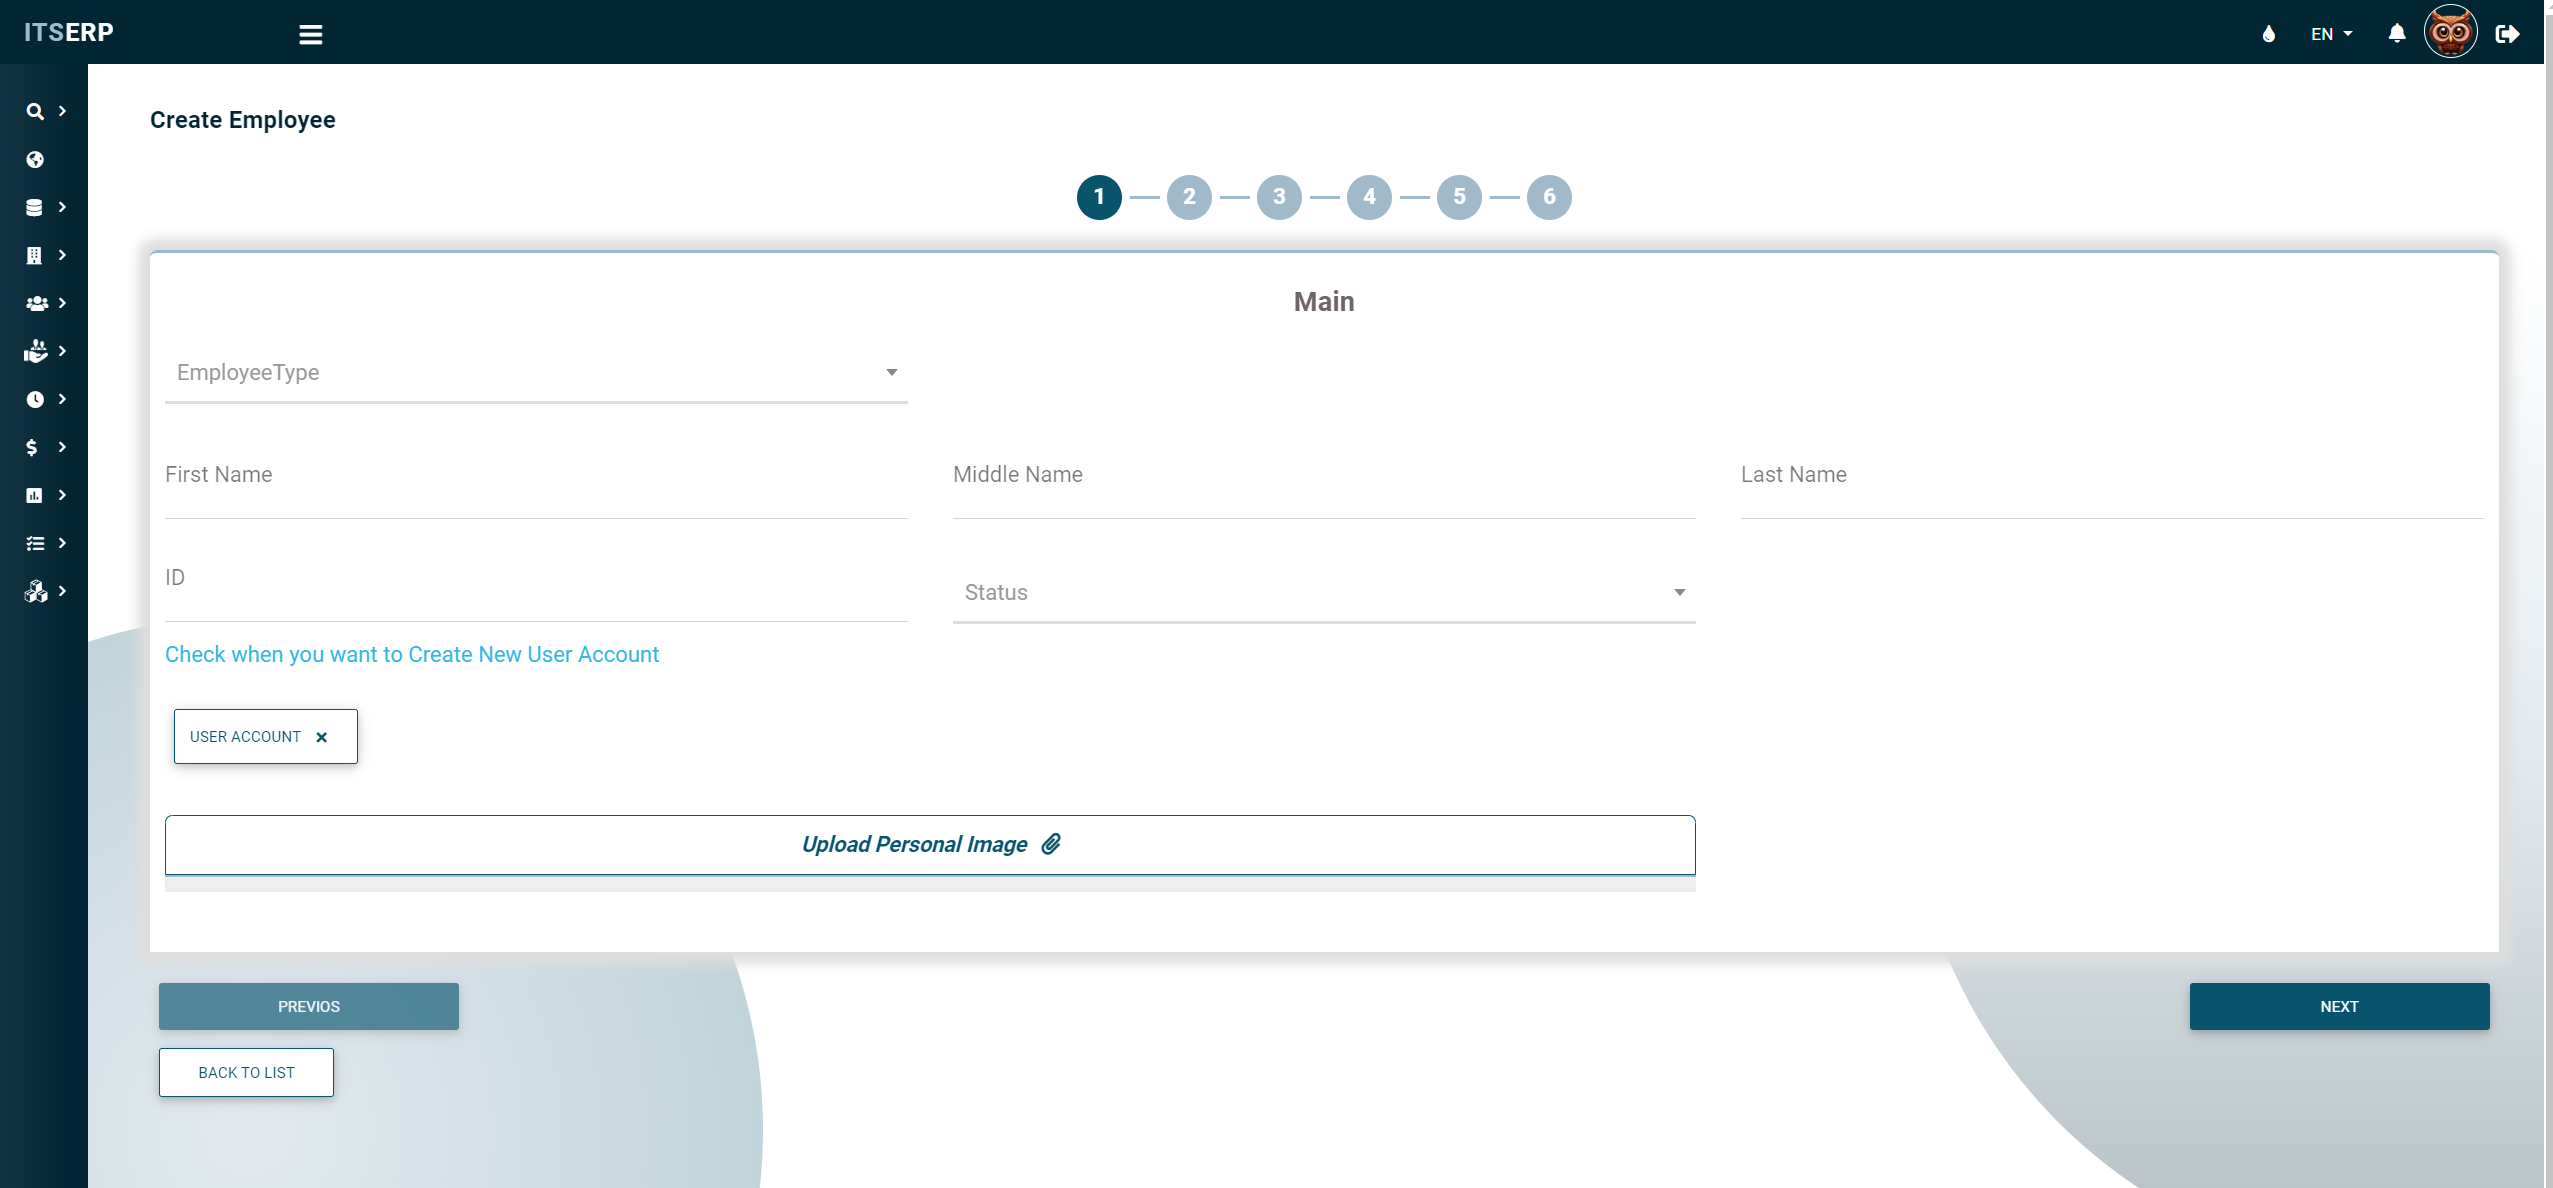 ITSERP
EN
Create Employee
1 2 3 4 5 6
Main
EmployeeType
First Name Middle Name Last Name
ID Status
Check when you want to Create New User Account
USER ACCOUNT
Upload Personal Image
PREVIOS NEXT
BACK TO LIST